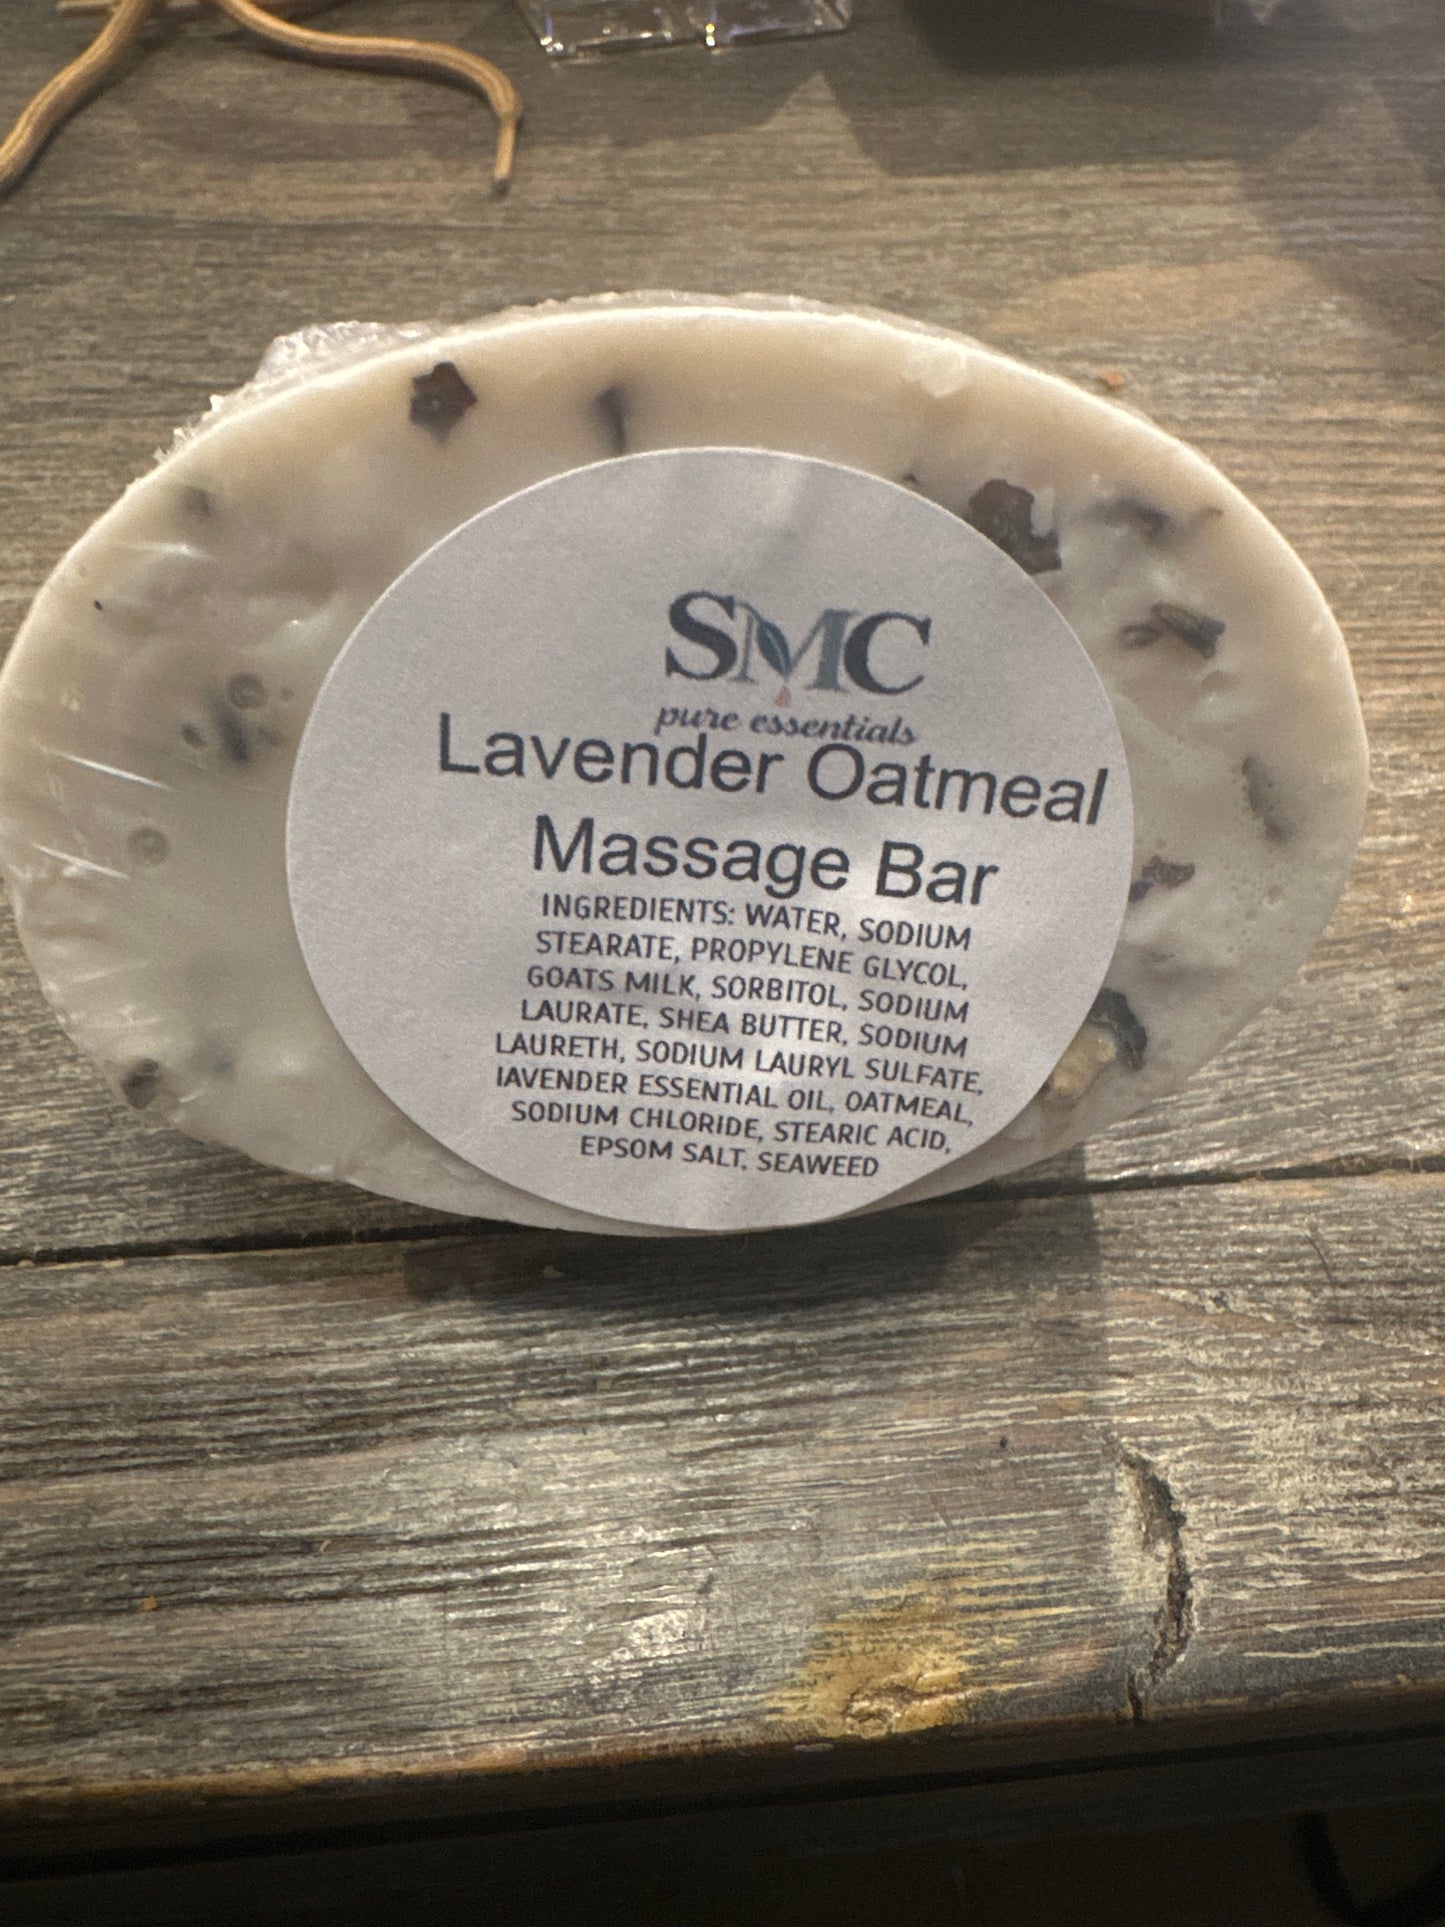 SMC
pure essentials
Lavender Oatmeal
Massage Bar
INGREDIENTS: WATER, SODIUM
STEARATE, PROPYLENE GLYCOL,
GOATS MILK, SORBITOL, SODIUM
LAURATE, SHEA BUTTER, SODIUM
LAURETH, SODIUM LAURYL SULFATE,
lAVENDER ESSENTIAL OIL, OATMEAL,
SODIUM CHLORIDE, STEARIC ACID,
EPSOM SALT, SEAWEED